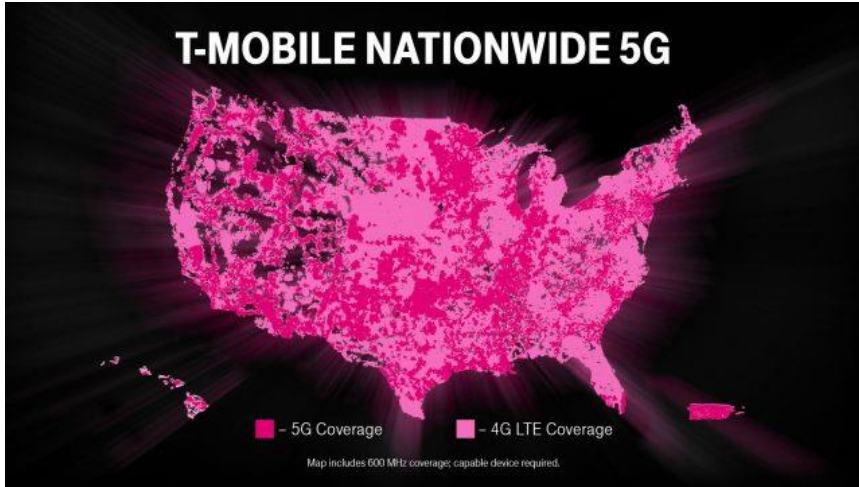 T-MOBILE NATIONWIDE 5G
– 5G Coverage
– 4G LTE Coverage
Map includes 600 MHz coverage; capable device required.